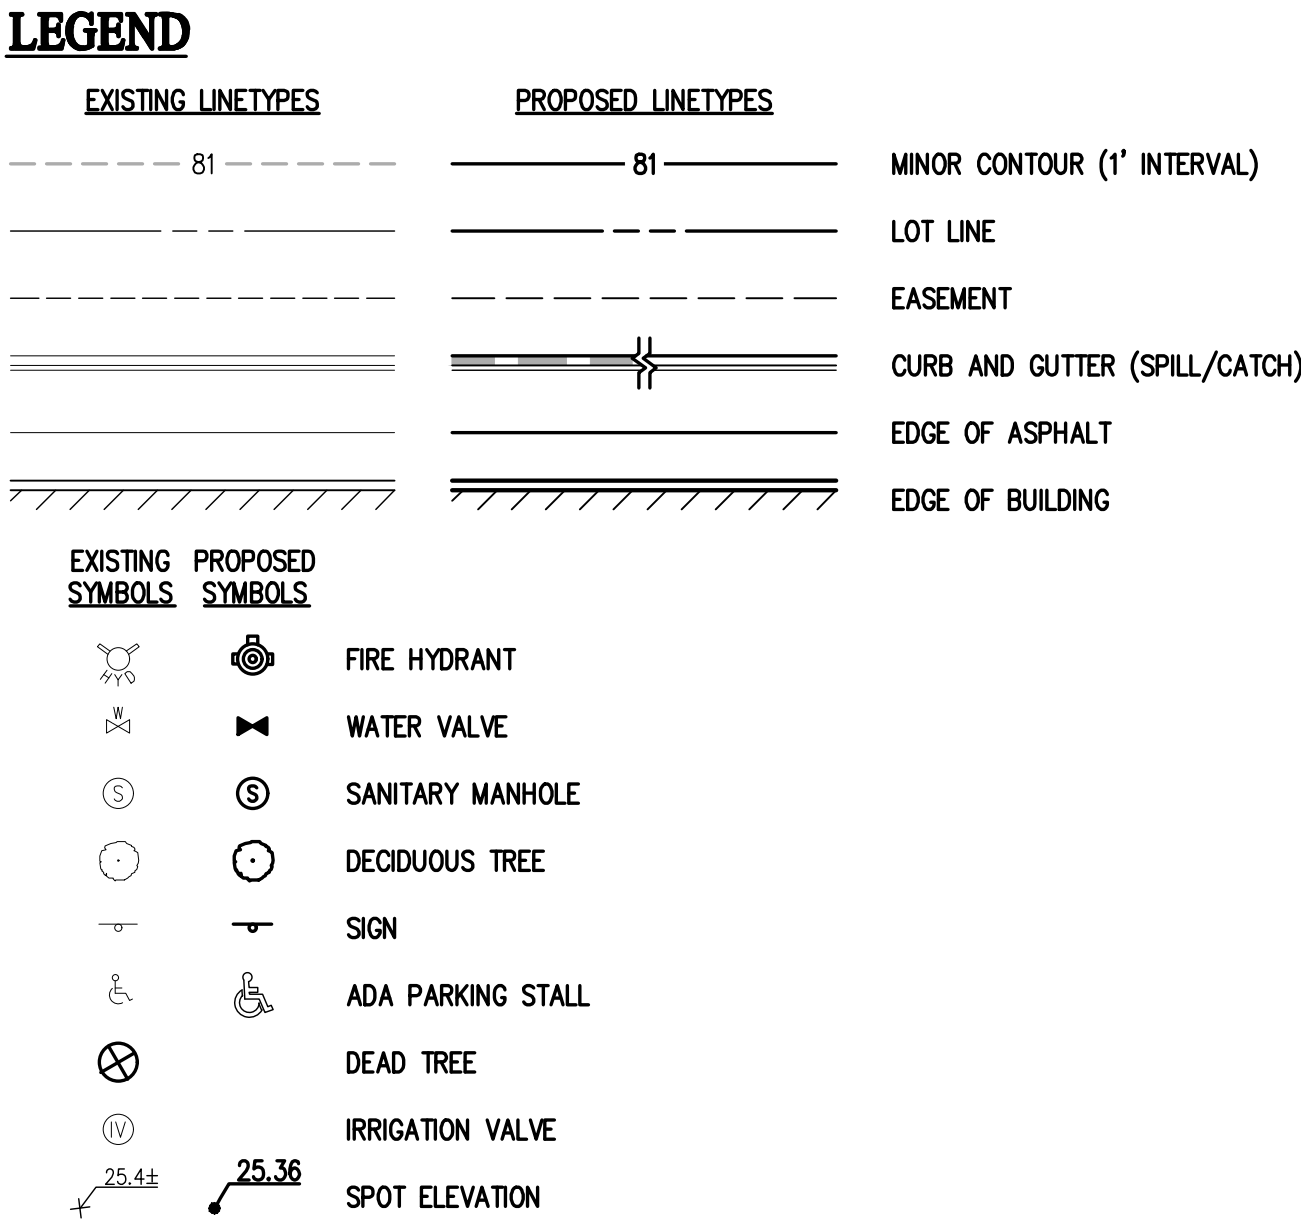 LEGEND
EXISTING LINETYPES PROPOSED LINETYPES
81 81 MINOR CONTOUR (1' INTERVAL)
LOT LINE
EASEMENT
CURB AND GUTTER (SPILL/CATCH)
EDGE OF ASPHALT
EDGE OF BUILDING
EXISTING PROPOSED
SYMBOLS SYMBOLS
HYD FIRE HYDRANT
W WATER VALVE
S S SANITARY MANHOLE
DECIDUOUS TREE
SIGN
ADA PARKING STALL
DEAD TREE
IV IRRIGATION VALVE
25.4± 25.36 SPOT ELEVATION